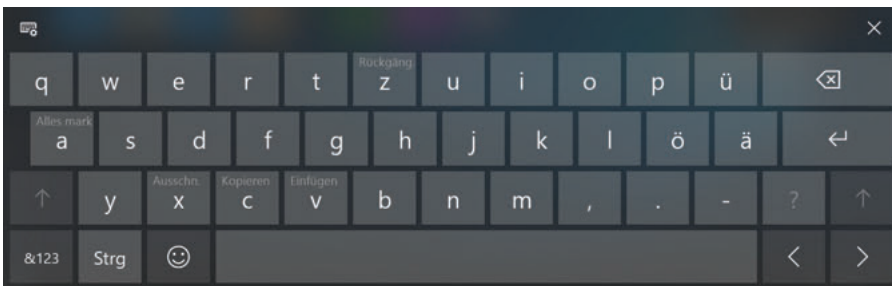 Rückgäng
q w e r t z u i o p ü
Alles mark
a s d f g h j k l ö ä
Ausschn. Kopieren Einfügen
y x c v b n m , . - ?
&123 Strg